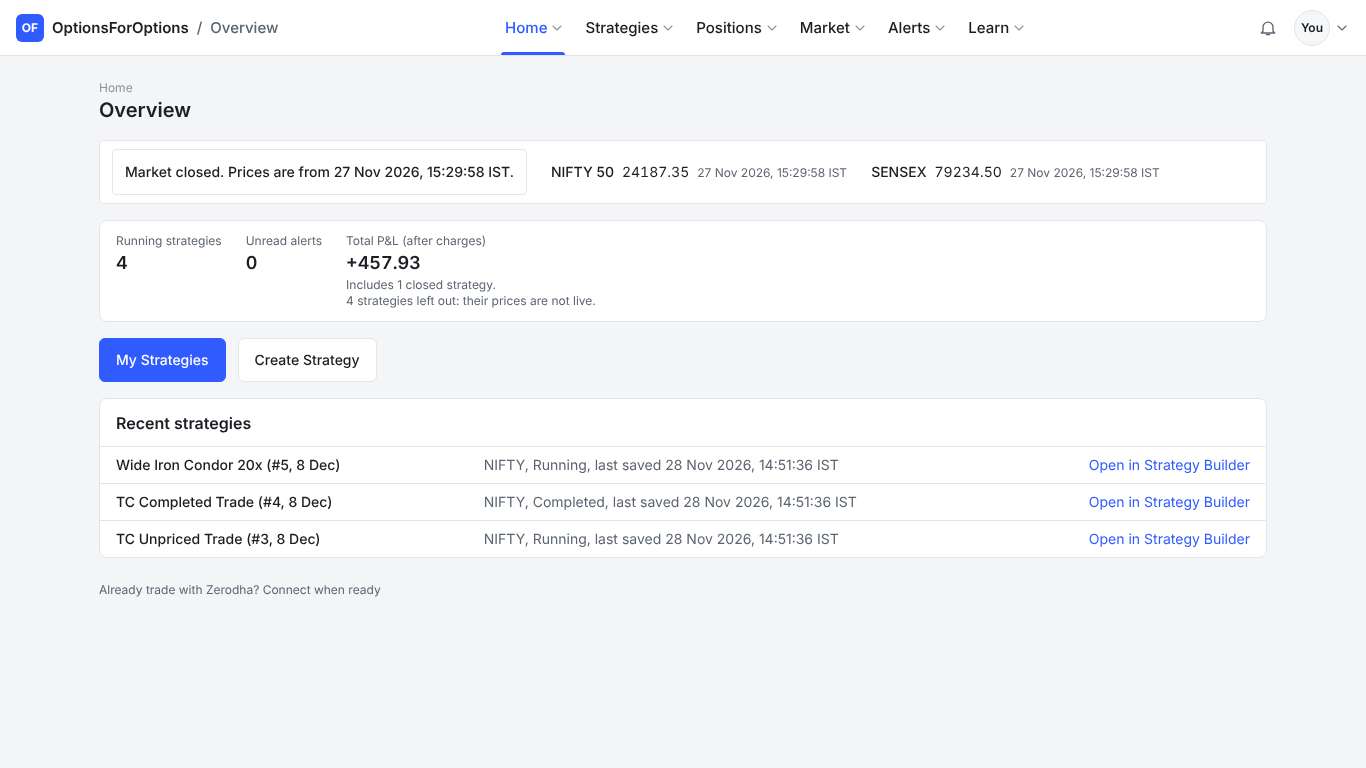 OF OptionsForOptions / Overview
Home Strategies Positions Market Alerts Learn
You
Home
Overview
Market closed. Prices are from 27 Nov 2026, 15:29:58 IST.
NIFTY 50 24187.35 27 Nov 2026, 15:29:58 IST
SENSEX 79234.50 27 Nov 2026, 15:29:58 IST
Running strategies
4
Unread alerts
0
Total P&L (after charges)
+457.93
Includes 1 closed strategy.
4 strategies left out: their prices are not live.
My Strategies
Create Strategy
Recent strategies
Wide Iron Condor 20x (#5, 8 Dec) NIFTY, Running, last saved 28 Nov 2026, 14:51:36 IST Open in Strategy Builder
TC Completed Trade (#4, 8 Dec) NIFTY, Completed, last saved 28 Nov 2026, 14:51:36 IST Open in Strategy Builder
TC Unpriced Trade (#3, 8 Dec) NIFTY, Running, last saved 28 Nov 2026, 14:51:36 IST Open in Strategy Builder
Already trade with Zerodha? Connect when ready